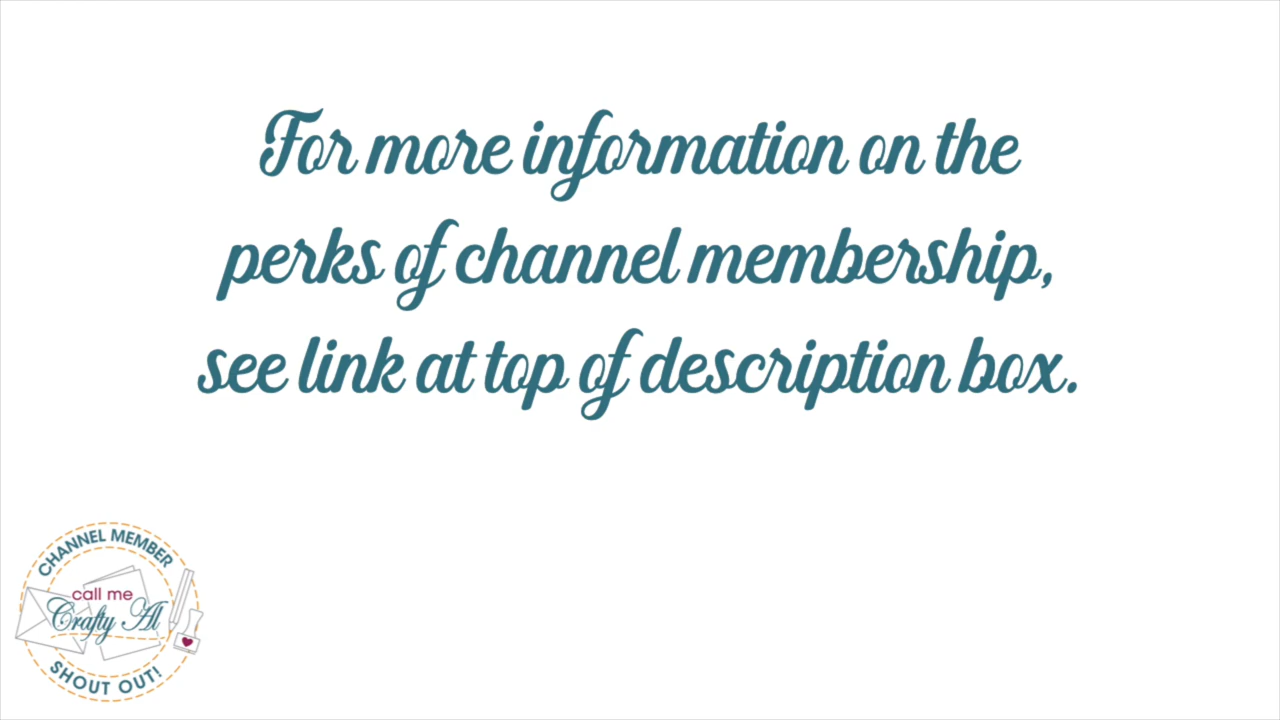 For more information on the
perks of channel membership,
see link at top of description box.
CHANNEL MEMBER
call me
Crafty Al
SHOUT OUT!